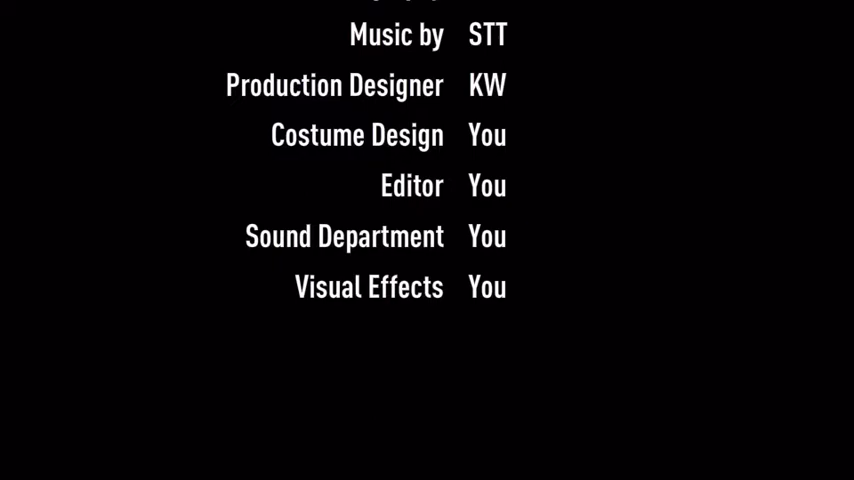 Music by STT
Production Designer KW
Costume Design You
Editor You
Sound Department You
Visual Effects You